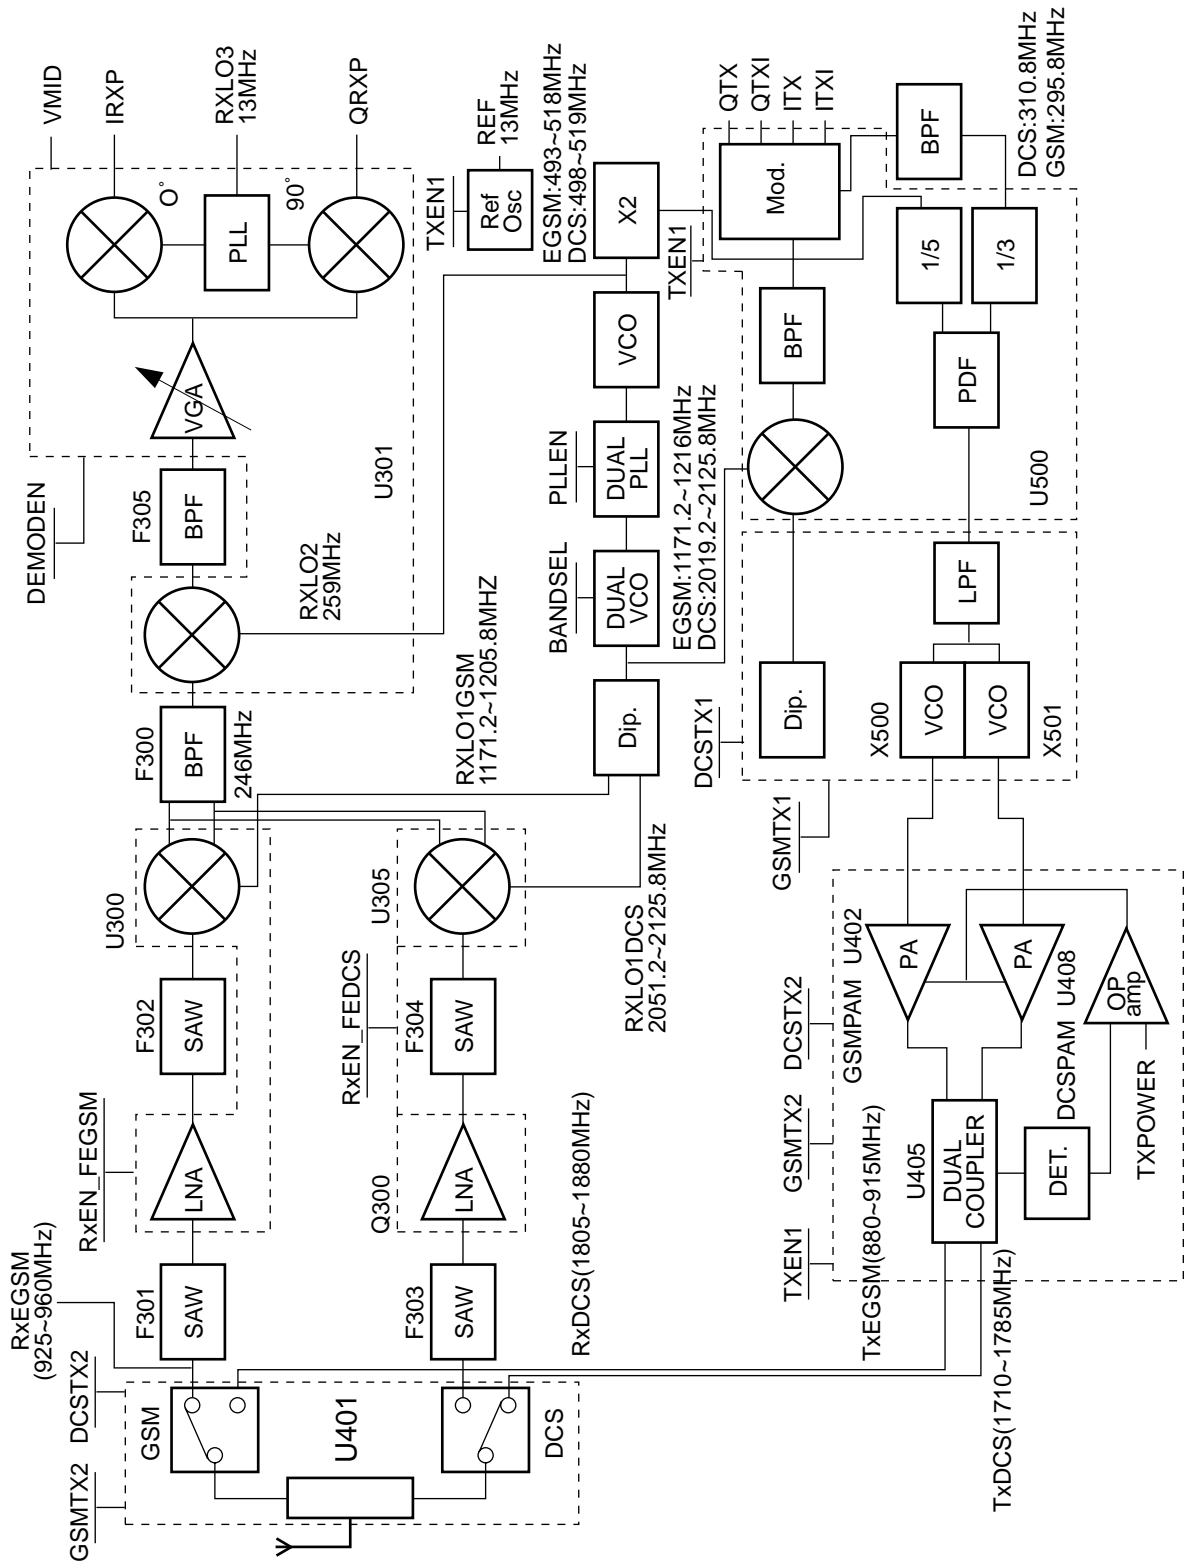 GSMTX2
DCSTX2
RxEGSM
(925~960MHz)
GSM
U401
DCS
F301
SAW
F303
SAW
RxEN_FEGSM
LNA
Q300
LNA
RxDCS(1805~1880MHz)
F302
SAW
RxEN_FEDCS
F304
SAW
U300
U305
F300
BPF
246MHz
RXLO1GSM
1171.2~1205.8MHZ
RXLO1DCS
2051.2~2125.8MHz
DEMODEN
F305
BPF
RXLO2
259MHz
U301
VGA
VMID
IRXP
O°
RXLO3
13MHz
PLL
90°
QRXP
TXEN1
Ref
Osc
REF
13MHz
EGSM:493~518MHz
DCS:498~519MHz
Dip.
BANDSEL
DUAL
VCO
PLLEN
DUAL
PLL
VCO
X2
EGSM:1171.2~1216MHz
DCS:2019.2~2125.8MHz
TXEN1
QTX
QTXI
ITX
ITXI
Mod.
BPF
BPF
DCS:310.8MHz
GSM:295.8MHz
1/5
1/3
PDF
U500
DCSTX1
GSMTX1
Dip.
LPF
X500
VCO
VCO
X501
TXEN1
GSMTX2
DCSTX2
TxEGSM(880~915MHz)
TxDCS(1710~1785MHz)
GSMPAM U402
PA
PA
DCSPAM U408
U405
DUAL
COUPLER
DET.
OP
amp
TXPOWER